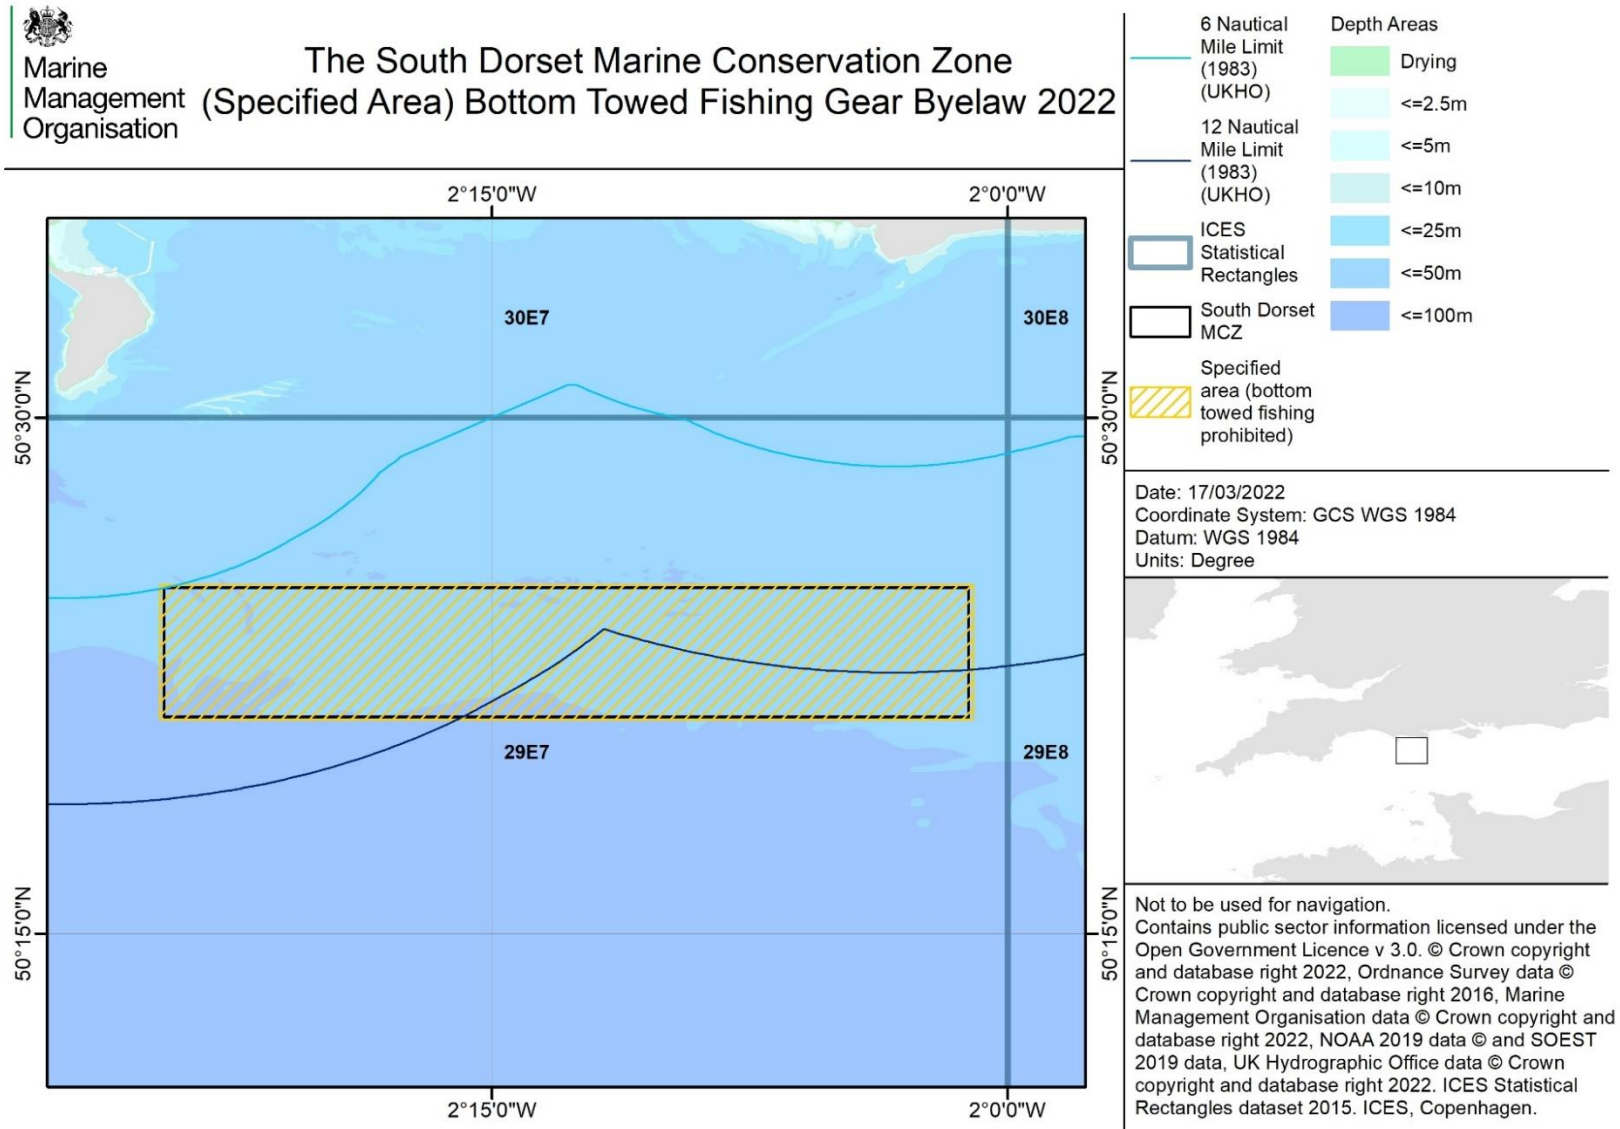 Marine
Management
Organisation
The South Dorset Marine Conservation Zone
(Specified Area) Bottom Towed Fishing Gear Byelaw 2022
2°15'0"W
2°0'0"W
50°30'0"N
50°30'0"N
30E7
30E8
29E7
29E8
50°15'0"N
50°15'0"N
2°15'0"W
2°0'0"W
6 Nautical
Mile Limit
(1983)
(UKHO)
12 Nautical
Mile Limit
(1983)
(UKHO)
ICES
Statistical
Rectangles
South Dorset
MCZ
Specified
area (bottom
towed fishing
prohibited)
Depth Areas
Drying
<=2.5m
<=5m
<=10m
<=25m
<=50m
<=100m
Date: 17/03/2022
Coordinate System: GCS WGS 1984
Datum: WGS 1984
Units: Degree
Not to be used for navigation.
Contains public sector information licensed under the
Open Government Licence v 3.0. © Crown copyright
and database right 2022, Ordnance Survey data ©
Crown copyright and database right 2016, Marine
Management Organisation data © Crown copyright and
database right 2022, NOAA 2019 data © and SOEST
2019 data, UK Hydrographic Office data © Crown
copyright and database right 2022. ICES Statistical
Rectangles dataset 2015. ICES, Copenhagen.